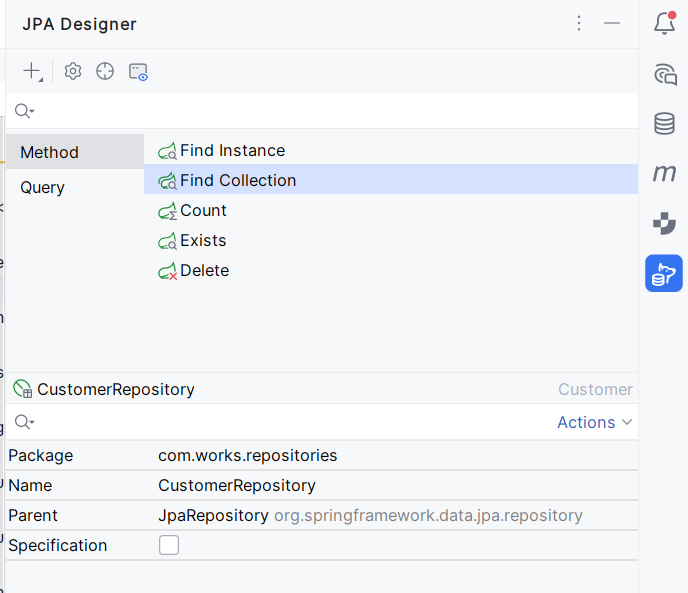 JPA Designer
Method
Query
Find Instance
Find Collection
Count
Exists
Delete
CustomerRepository Customer
Actions
Package com.works.repositories
Name CustomerRepository
Parent JpaRepository org.springframework.data.jpa.repository
Specification